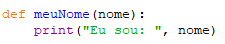 def meuNome(nome):
    print("Eu sou: ", nome)